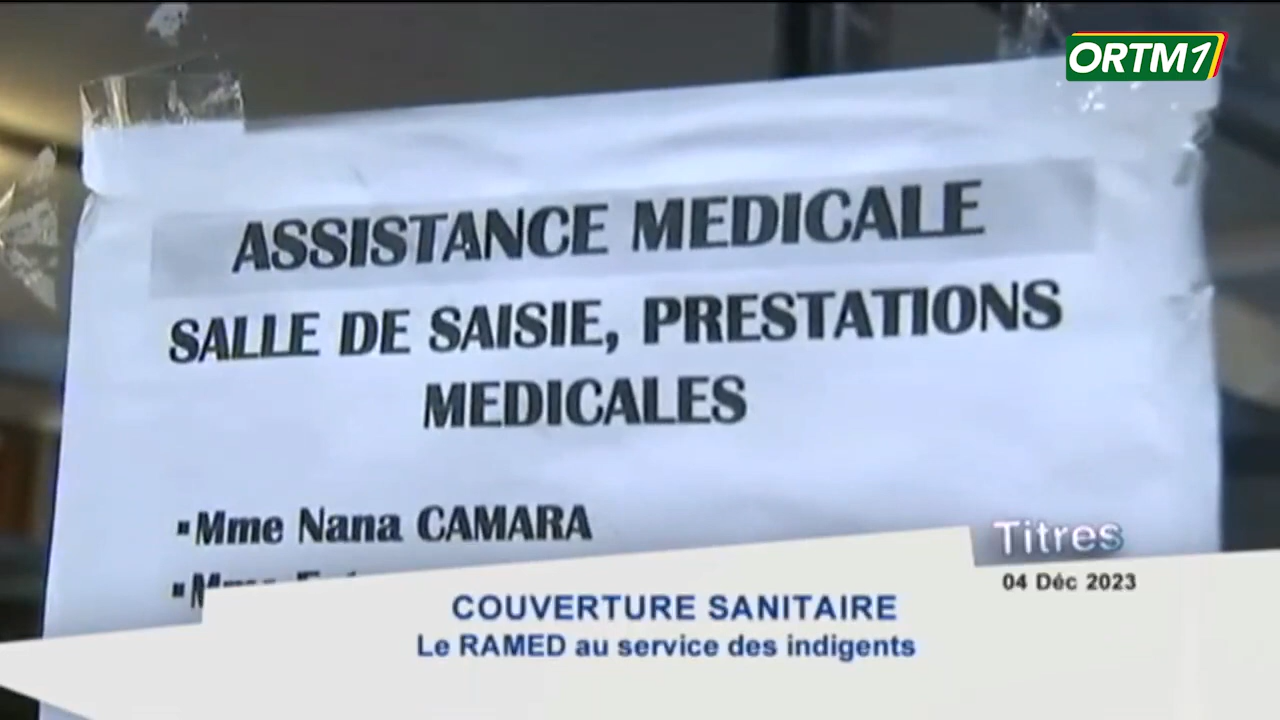 ORTM1
ASSISTANCE MEDICALE
SALLE DE SAISIE, PRESTATIONS
MEDICALES
▪Mme Nana CAMARA
Titres
04 Déc 2023
COUVERTURE SANITAIRE
Le RAMED au service des indigents